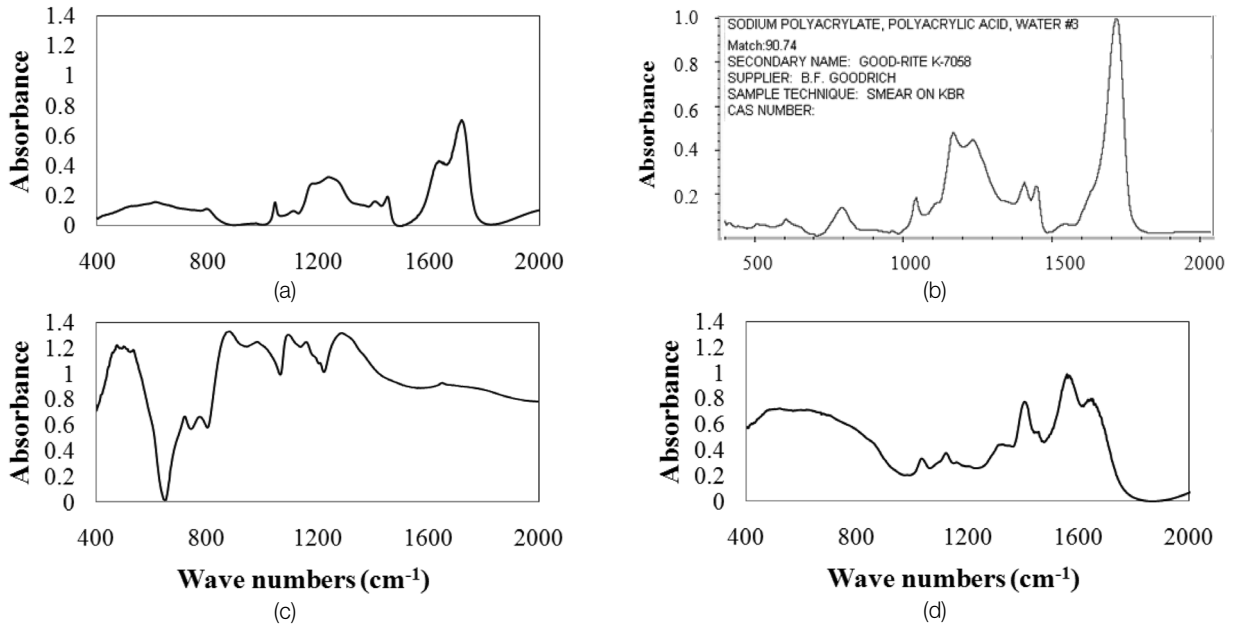 1.4
1.2
1
0.8
0.6
0.4
0.2
0
Absorbance
400 800 1200 1600 2000
(a)
1.0
0.8
0.6
0.4
0.2
Absorbance
SODIUM POLYACRYLATE, POLYACRYLIC ACID, WATER #3
Match:90.74
SECONDARY NAME: GOOD-RITE K-7058
SUPPLIER: B.F. GOODRICH
SAMPLE TECHNIQUE: SMEAR ON KBR
CAS NUMBER:
500 1000 1500 2000
(b)
1.4
1.2
1
0.8
0.6
0.4
0.2
0
Absorbance
400 800 1200 1600 2000
Wave numbers (cm-1)
(c)
1.4
1.2
1
0.8
0.6
0.4
0.2
0
Absorbance
400 800 1200 1600 2000
Wave numbers (cm-1)
(d)